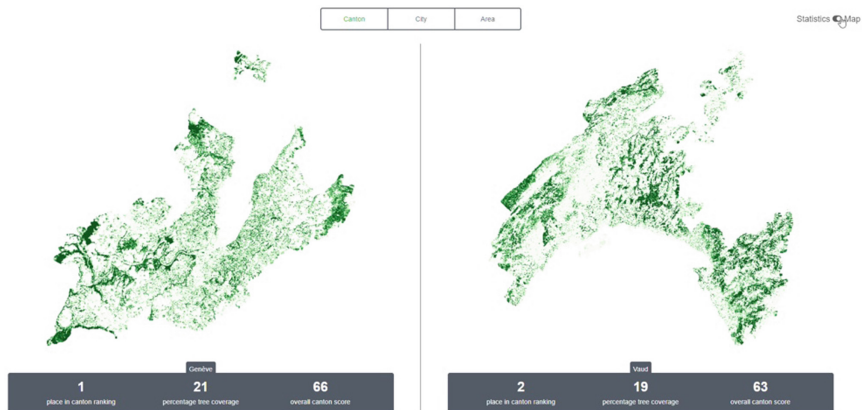 Canton City Area
Statistics Map
Genève
1 21 66
place in canton ranking percentage tree coverage overall canton score
Vaud
2 19 63
place in canton ranking percentage tree coverage overall canton score